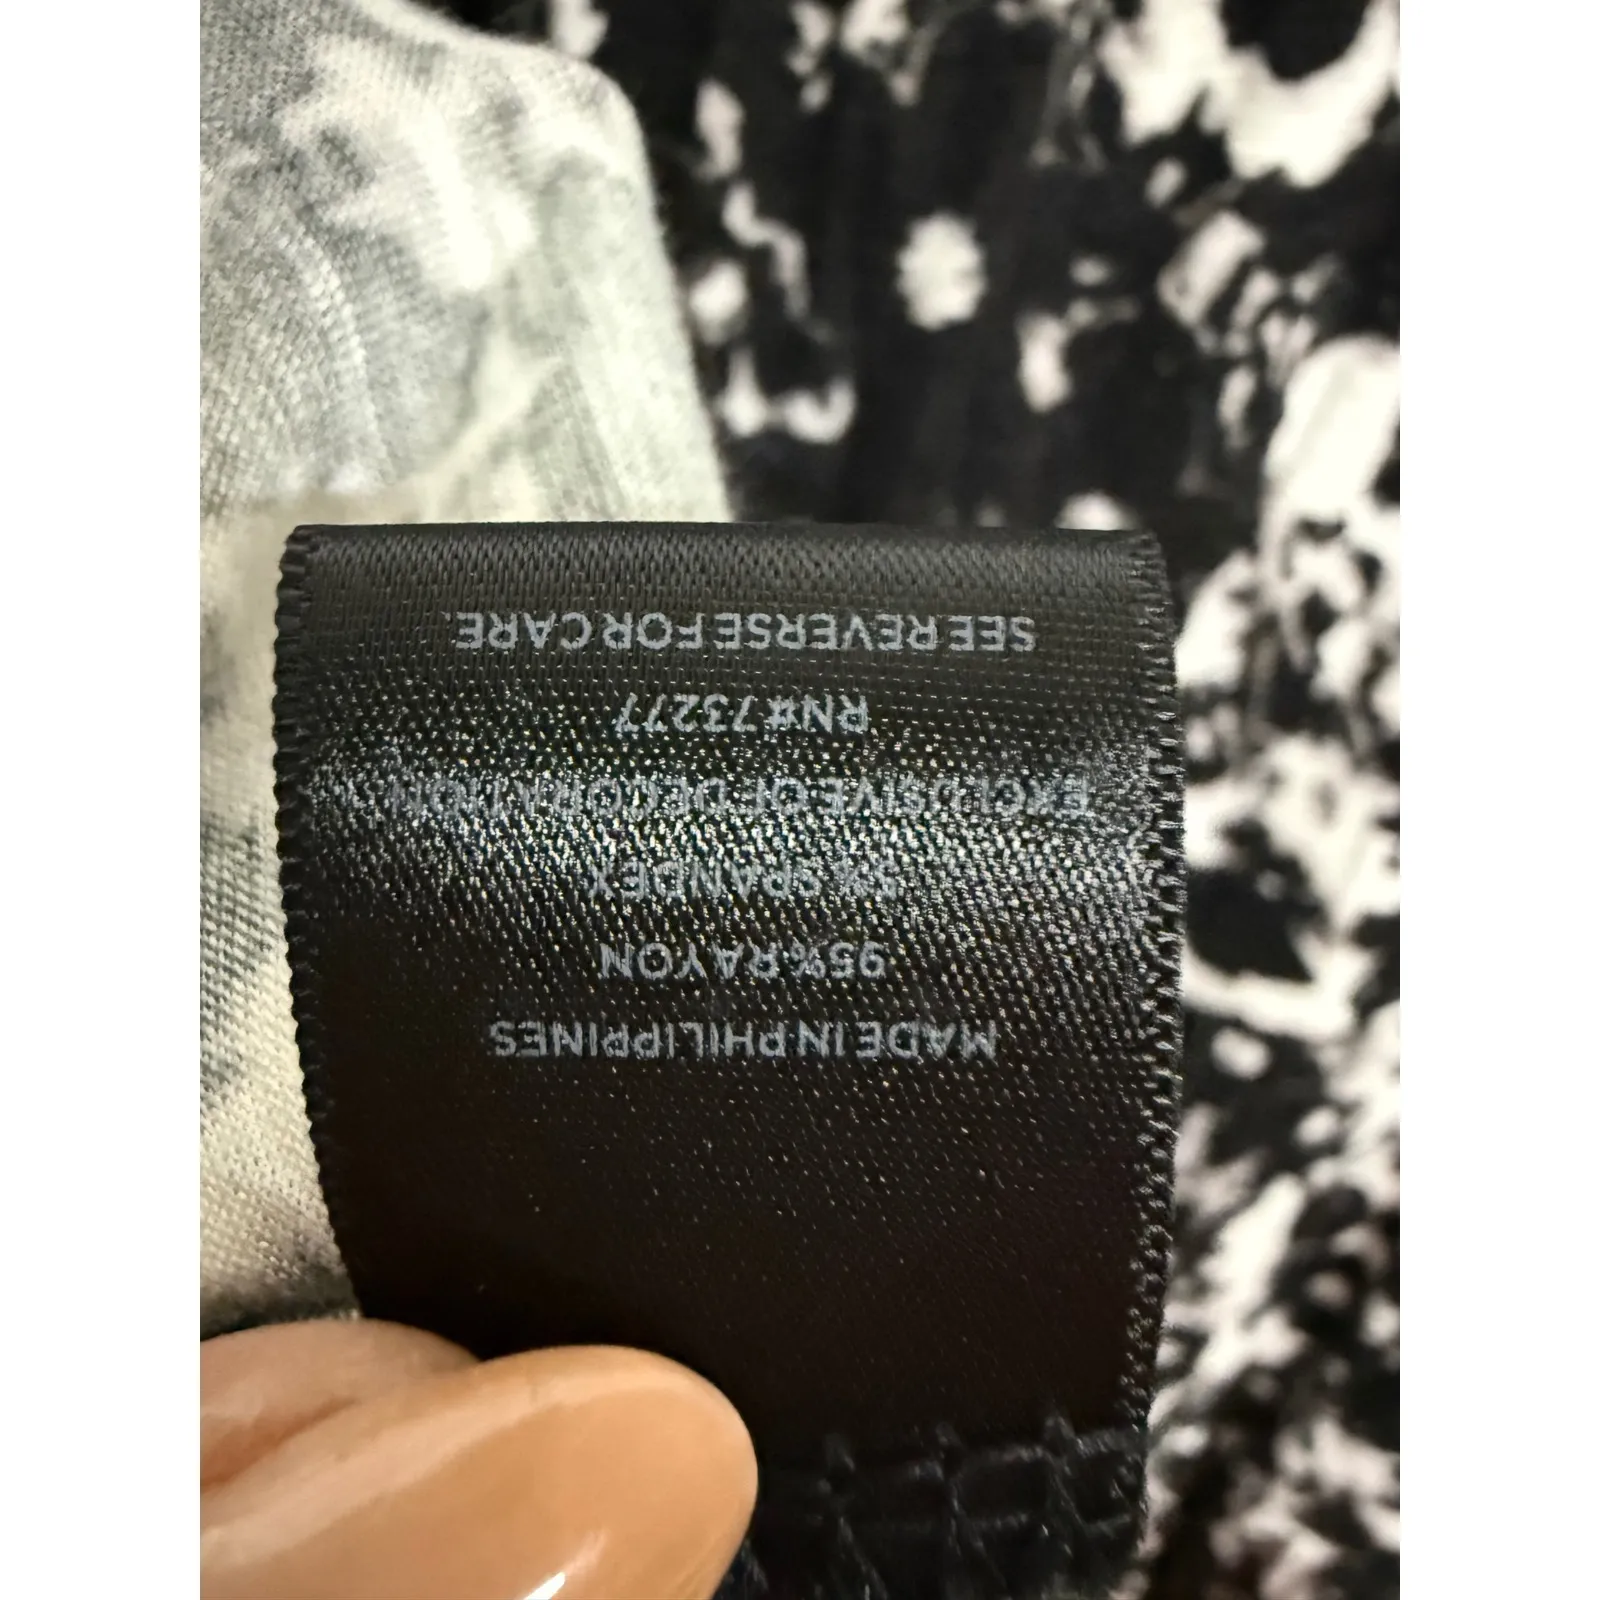 MADE IN PHILIPPINES
95% RAYON
5% SPANDEX
EXCLUSIVE OF DECORATION
RN# 73277
SEE REVERSE FOR CARE.